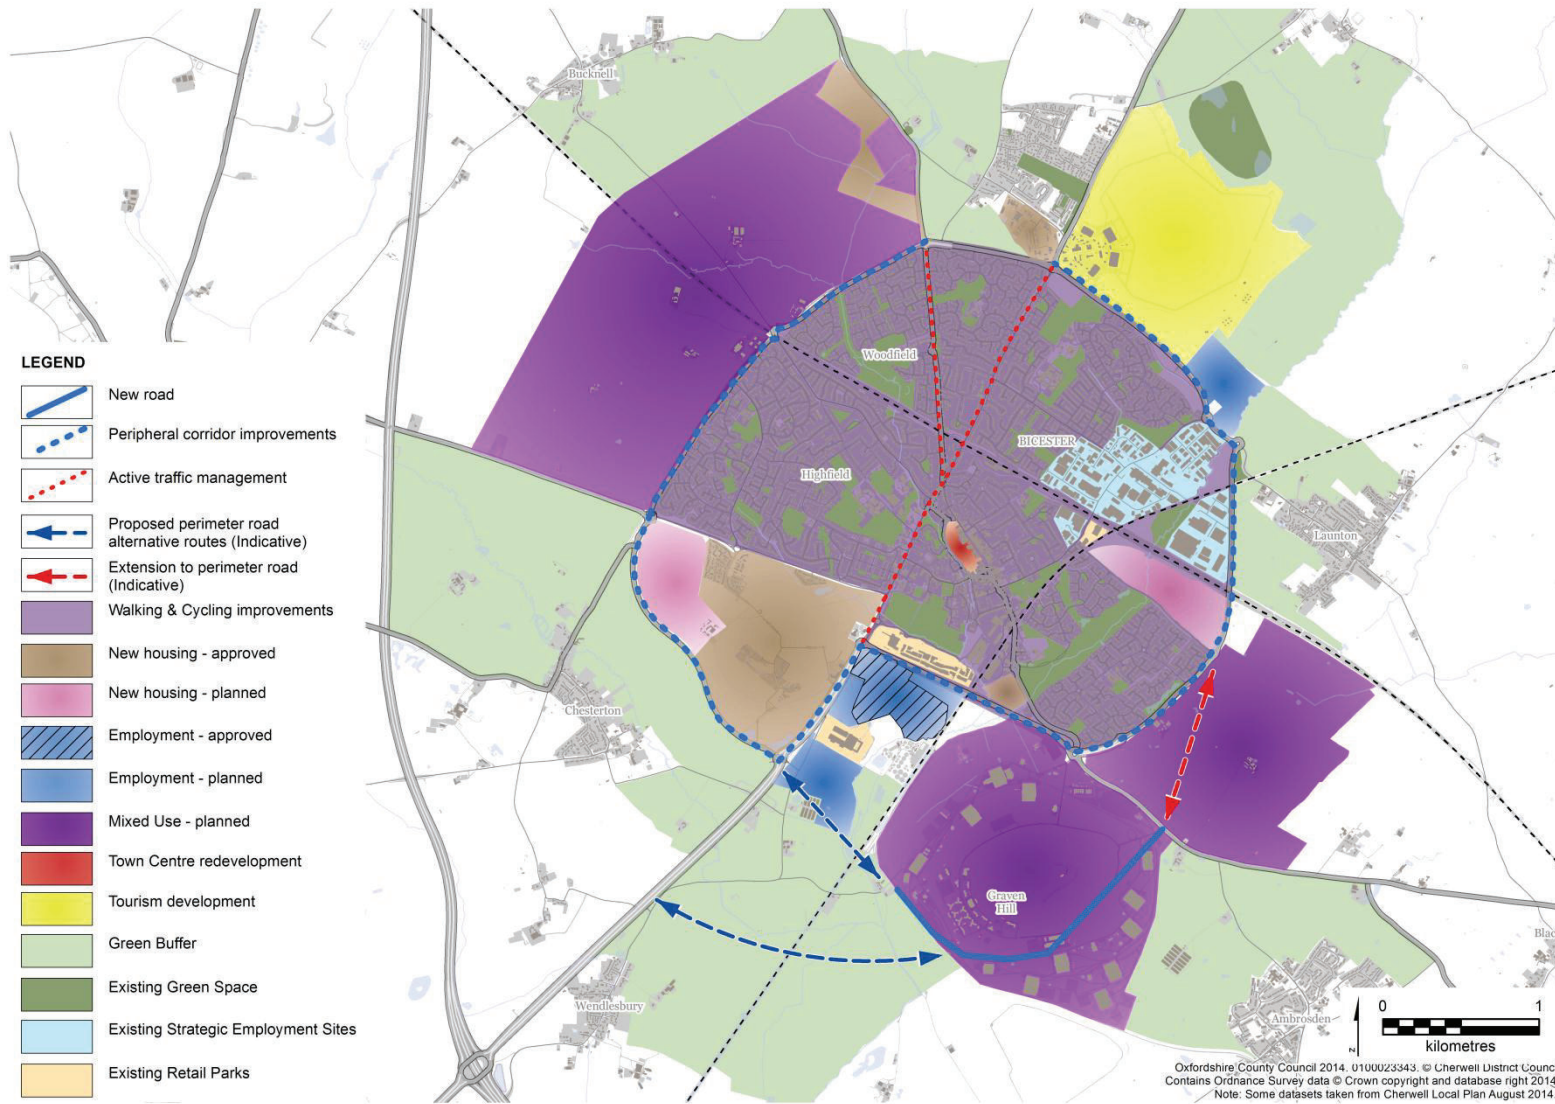 Bucknell
Woodfield
BICESTER
Highfield
Launton
Chesterton
Graven
Hill
Wendlesbury
Ambrosden
Bla
LEGEND
New road
Peripheral corridor improvements
Active traffic management
Proposed perimeter road
alternative routes (Indicative)
Extension to perimeter road
(Indicative)
Walking & Cycling improvements
New housing - approved
New housing - planned
Employment - approved
Employment - planned
Mixed Use - planned
Town Centre redevelopment
Tourism development
Green Buffer
Existing Green Space
Existing Strategic Employment Sites
Existing Retail Parks
0 1
kilometres
z
Oxfordshire County Council 2014. 0100023343. © Cherwell District Counc
Contains Ordnance Survey data © Crown copyright and database right 2014
Note: Some datasets taken from Cherwell Local Plan August 2014.